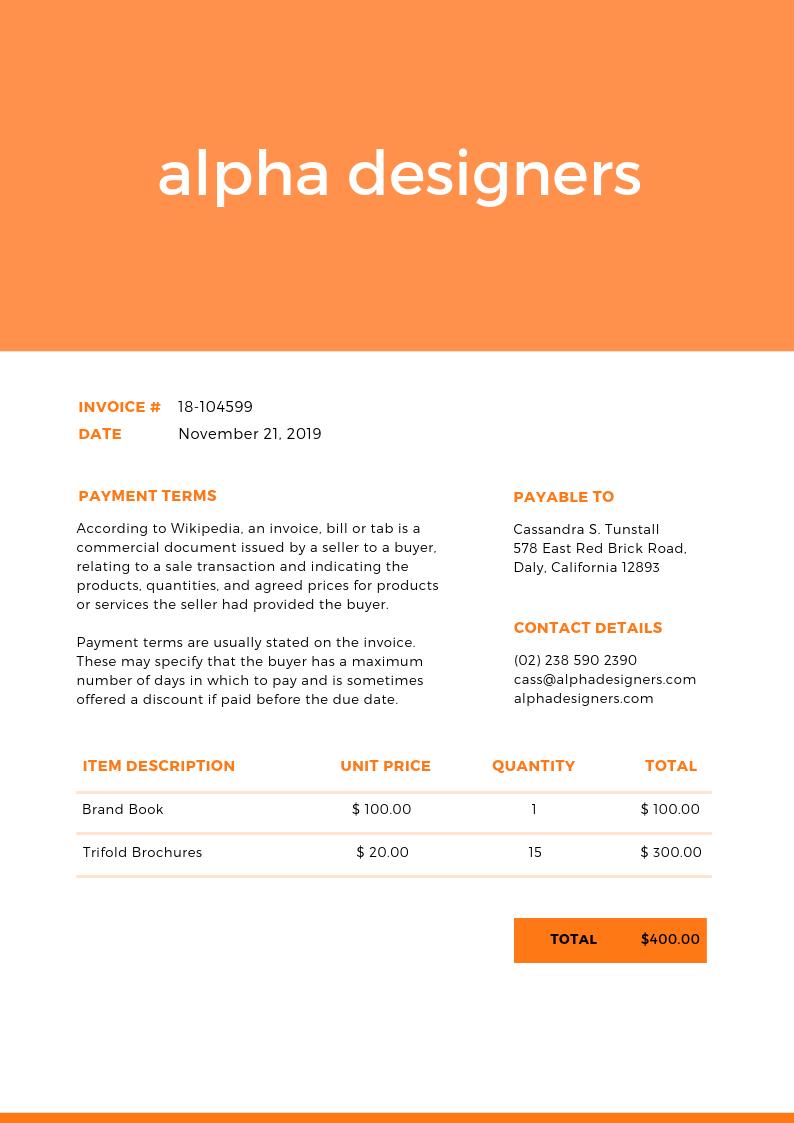 alpha designers
INVOICE # 18-104599
DATE November 21, 2019
PAYMENT TERMS
According to Wikipedia, an invoice, bill or tab is a
commercial document issued by a seller to a buyer,
relating to a sale transaction and indicating the
products, quantities, and agreed prices for products
or services the seller had provided the buyer.
Payment terms are usually stated on the invoice.
These may specify that the buyer has a maximum
number of days in which to pay and is sometimes
offered a discount if paid before the due date.
PAYABLE TO
Cassandra S. Tunstall
578 East Red Brick Road,
Daly, California 12893
CONTACT DETAILS
(02) 238 590 2390
cass@alphadesigners.com
alphadesigners.com
ITEM DESCRIPTION UNIT PRICE QUANTITY TOTAL
Brand Book $ 100.00 1 $ 100.00
Trifold Brochures $ 20.00 15 $ 300.00
TOTAL $400.00